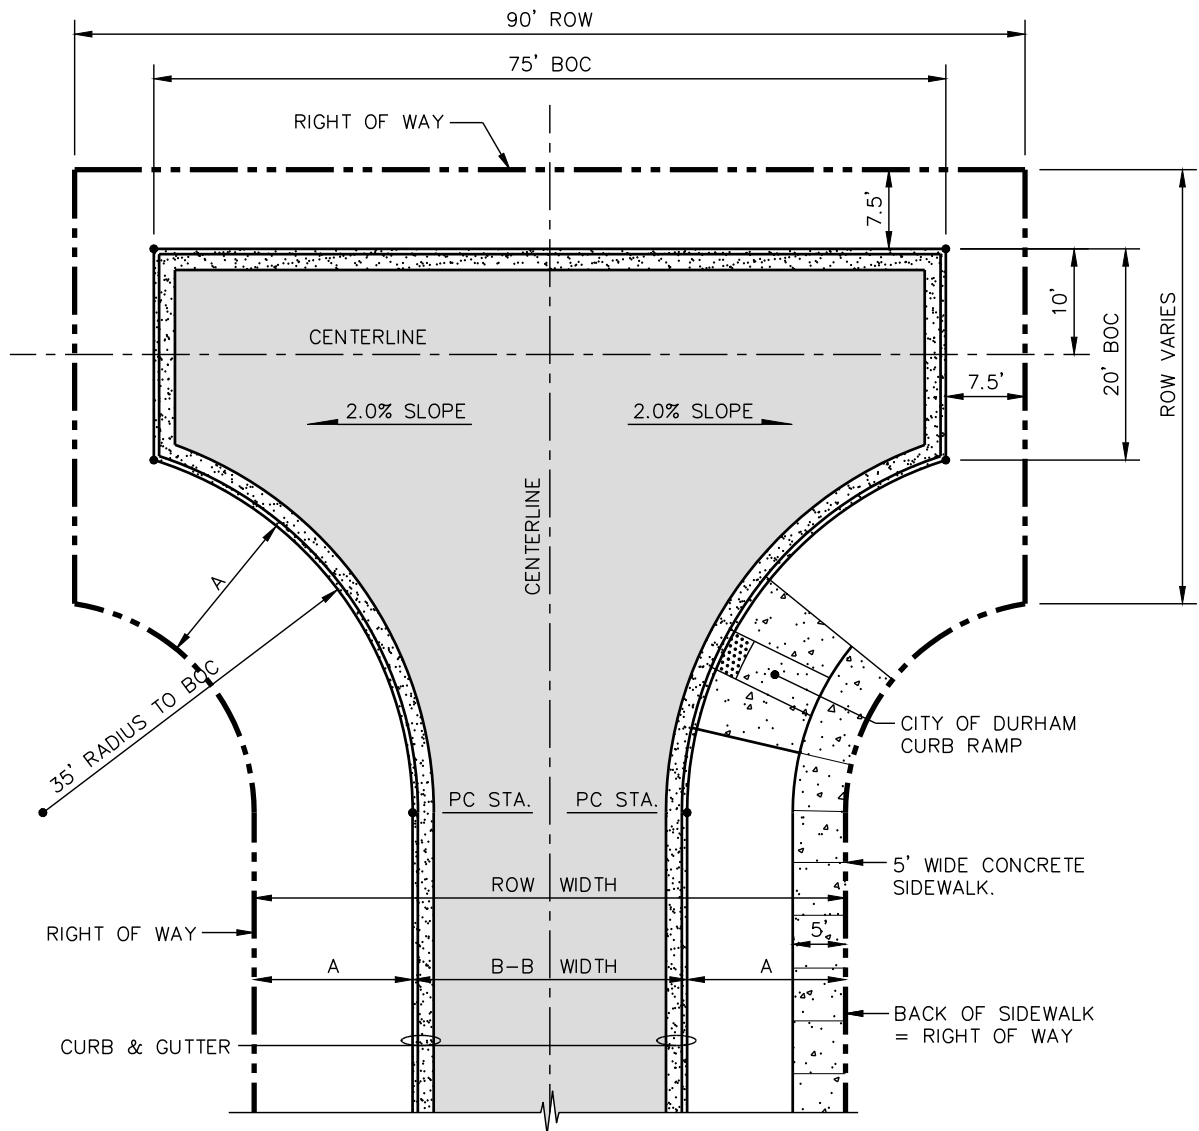 90' ROW
75' BOC
RIGHT OF WAY
7.5'
10'
20' BOC
ROW VARIES
CENTERLINE
7.5'
2.0% SLOPE
2.0% SLOPE
CENTERLINE
A
35' RADIUS TO BOC
CITY OF DURHAM
CURB RAMP
PC STA.
PC STA.
5' WIDE CONCRETE
SIDEWALK.
ROW WIDTH
RIGHT OF WAY
5'
A
B-B WIDTH
A
BACK OF SIDEWALK
= RIGHT OF WAY
CURB & GUTTER